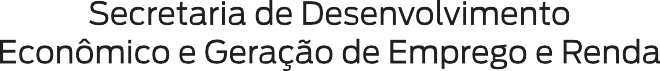 Secretaria de Desenvolvimento
Econômico e Geração de Emprego e Renda